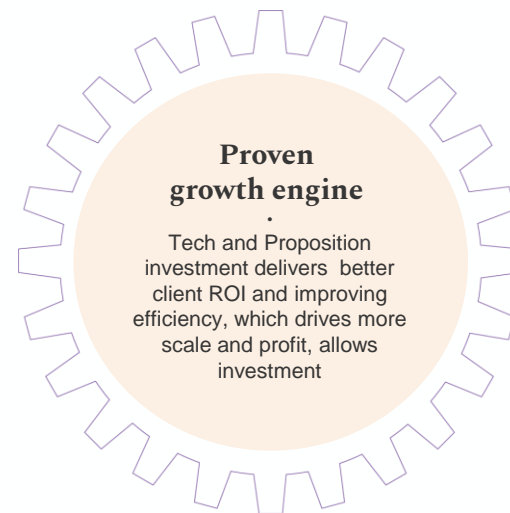 Proven
growth engine
.
Tech and Proposition
investment delivers  better
client ROI and improving
efficiency, which drives more
scale and profit, allows
investment